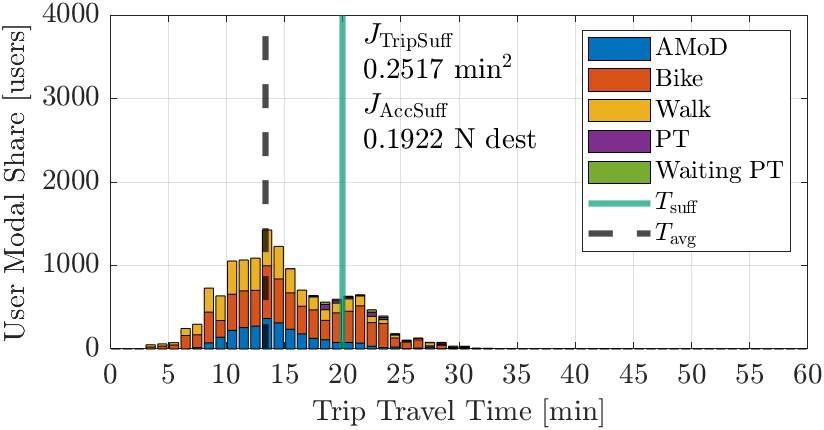 4000
3000
2000
1000
0
User Modal Share [users]
J_TripSuff
0.2517 min²
J_AccSuff
0.1922 N dest
AMoD
Bike
Walk
PT
Waiting PT
T_suff
T_avg
0 5 10 15 20 25 30 35 40 45 50 55 60
Trip Travel Time [min]